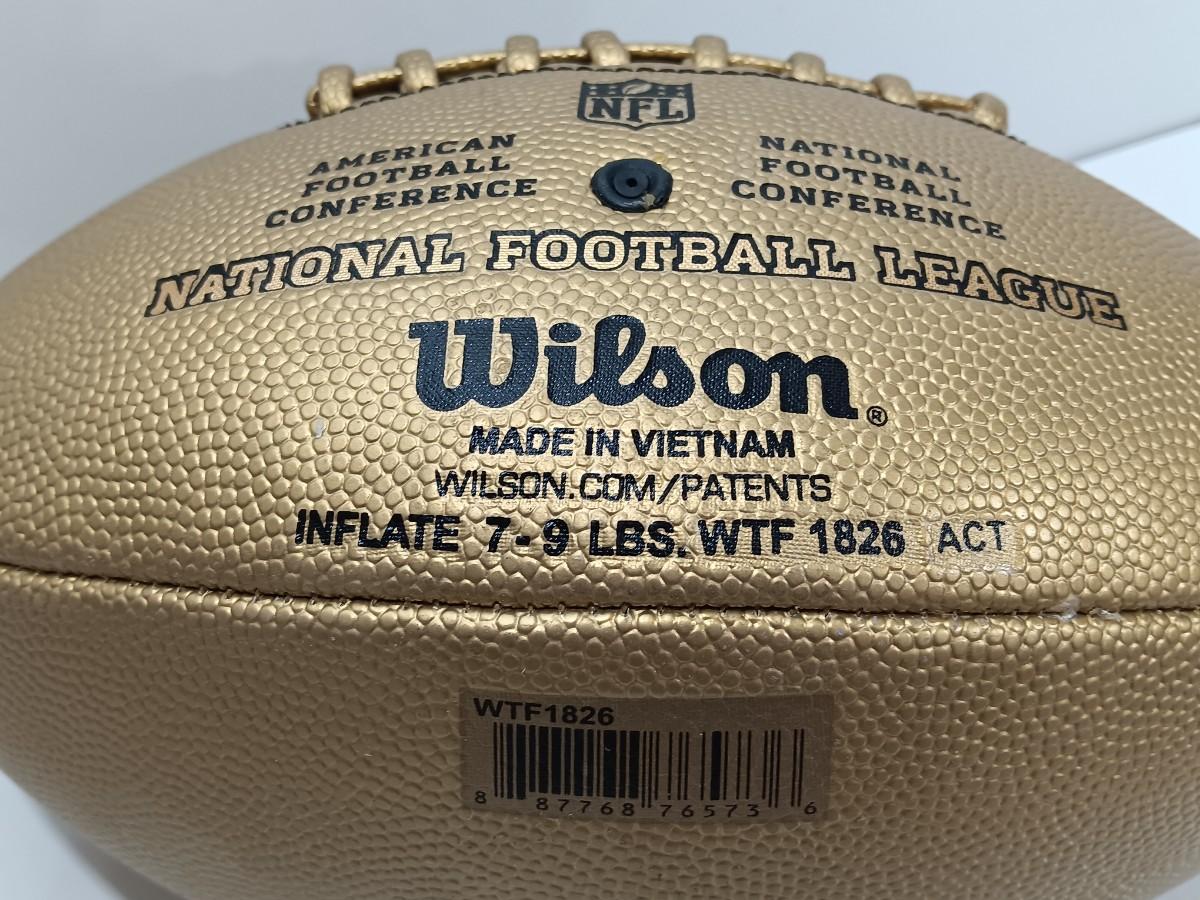 NFL
AMERICAN
FOOTBALL
CONFERENCE
NATIONAL
FOOTBALL
CONFERENCE
NATIONAL FOOTBALL LEAGUE
Wilson®
MADE IN VIETNAM
WILSON.COM/PATENTS
INFLATE 7-9 LBS. WTF 1826 ACT
WTF1826
8 87768 76573 6